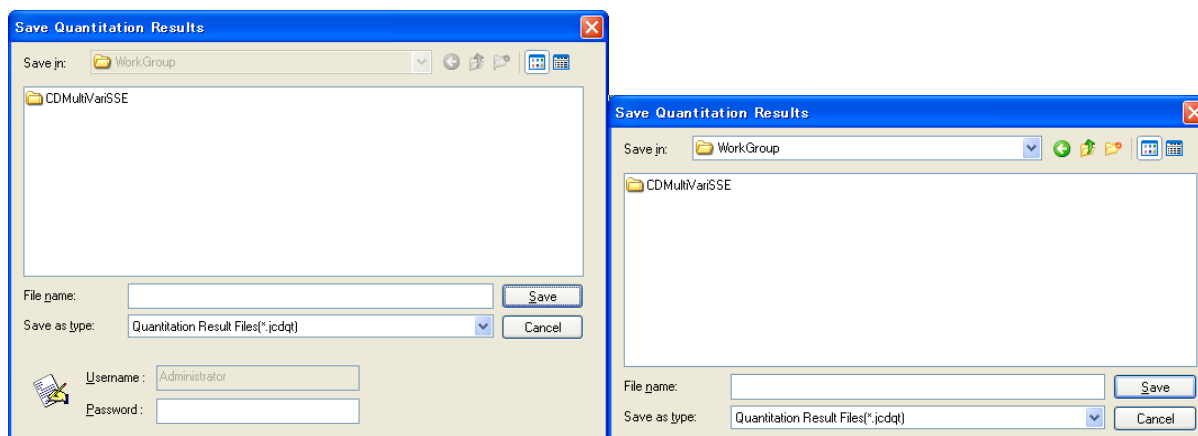 Save Quantitation Results
Save in: WorkGroup
CDMultiVariSSE
File name:
Save
Save as type: Quantitation Result Files(*.jcdqt)
Cancel
Username : Administrator
Password :
Save Quantitation Results
Save in: WorkGroup
CDMultiVariSSE
File name:
Save
Save as type: Quantitation Result Files(*.jcdqt)
Cancel